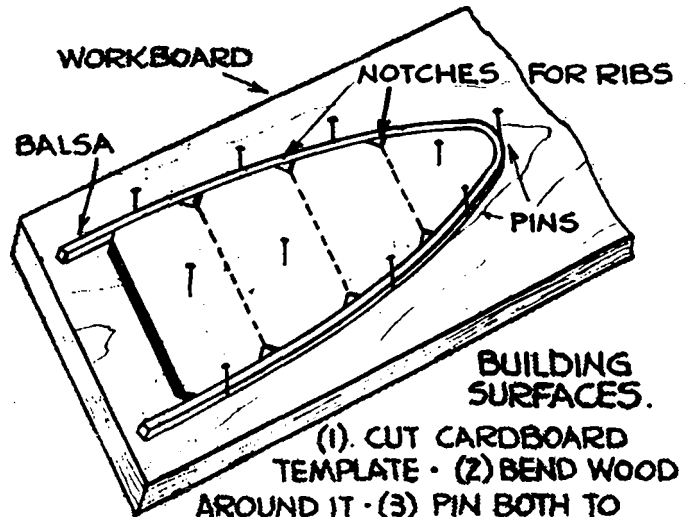 WORKBOARD
NOTCHES FOR RIBS
BALSA
PINS
BUILDING
SURFACES.
(1). CUT CARDBOARD
TEMPLATE · (2) BEND WOOD
AROUND IT · (3) PIN BOTH TO